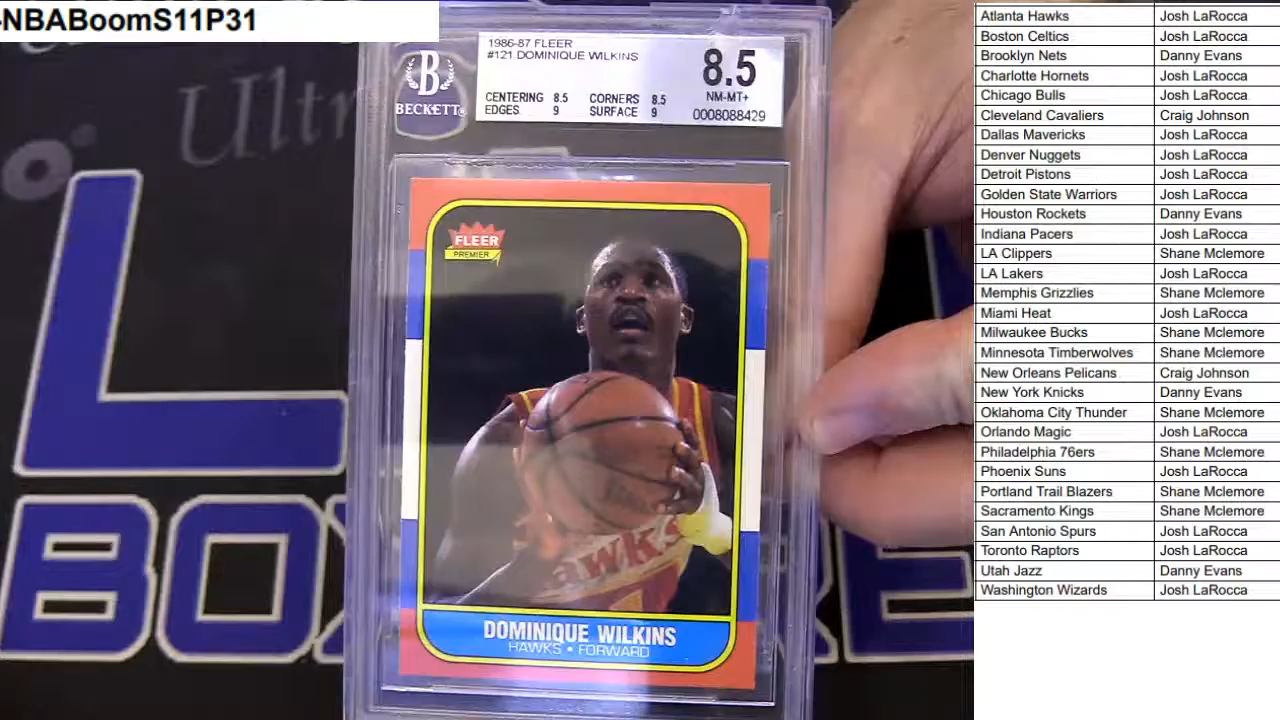 -NBABoomS11P31
Ultr
1986-87 FLEER
#121 DOMINIQUE WILKINS
8.5
NM-MT+
CENTERING 8.5 CORNERS 8.5
EDGES 9 SURFACE 9
0008088429
B
BECKETT®
FLEER
PREMIER
HAWKS
DOMINIQUE WILKINS
HAWKS • FORWARD
L
BOX
RE
Atlanta Hawks Josh LaRocca
Boston Celtics Josh LaRocca
Brooklyn Nets Danny Evans
Charlotte Hornets Josh LaRocca
Chicago Bulls Josh LaRocca
Cleveland Cavaliers Craig Johnson
Dallas Mavericks Josh LaRocca
Denver Nuggets Josh LaRocca
Detroit Pistons Josh LaRocca
Golden State Warriors Josh LaRocca
Houston Rockets Danny Evans
Indiana Pacers Josh LaRocca
LA Clippers Shane Mclemore
LA Lakers Josh LaRocca
Memphis Grizzlies Shane Mclemore
Miami Heat Josh LaRocca
Milwaukee Bucks Shane Mclemore
Minnesota Timberwolves Shane Mclemore
New Orleans Pelicans Craig Johnson
New York Knicks Danny Evans
Oklahoma City Thunder Shane Mclemore
Orlando Magic Josh LaRocca
Philadelphia 76ers Shane Mclemore
Phoenix Suns Josh LaRocca
Portland Trail Blazers Shane Mclemore
Sacramento Kings Shane Mclemore
San Antonio Spurs Josh LaRocca
Toronto Raptors Josh LaRocca
Utah Jazz Danny Evans
Washington Wizards Josh LaRocca